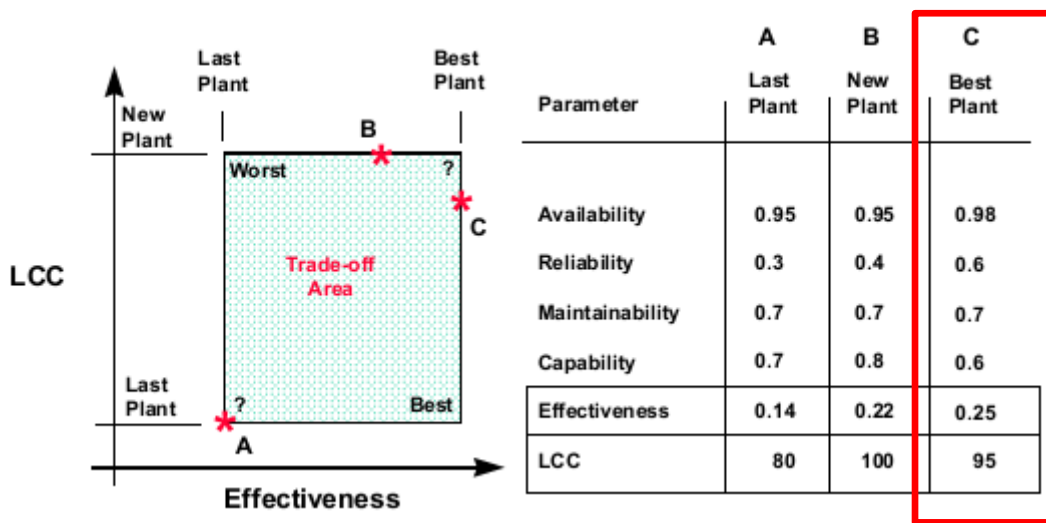 Last
Plant
Best
Plant
New
Plant
B
Worst
?
C
LCC
Trade-off
Area
Last
Plant
?
Best
A
Effectiveness
A B C
Parameter
Last
Plant
New
Plant
Best
Plant
Availability 0.95 0.95 0.98
Reliability 0.3 0.4 0.6
Maintainability 0.7 0.7 0.7
Capability 0.7 0.8 0.6
Effectiveness 0.14 0.22 0.25
LCC 80 100 95